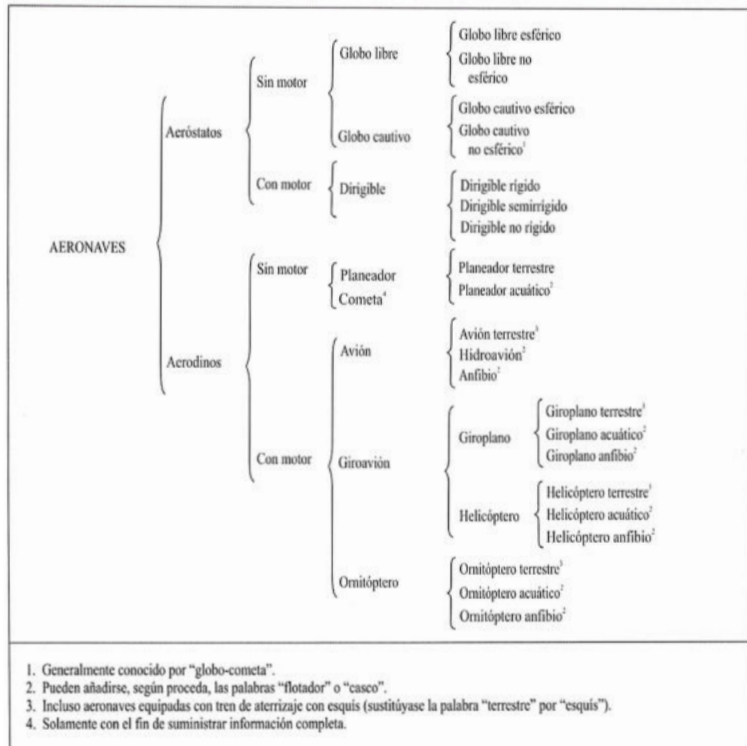 AERONAVES
Aeróstatos
Sin motor
Globo libre
Globo libre esférico
Globo libre no
esférico
Globo cautivo
Globo cautivo esférico
Globo cautivo
no esférico¹
Con motor
Dirigible
Dirigible rígido
Dirigible semirrígido
Dirigible no rígido
Aerodinos
Sin motor
Planeador
Cometa⁴
Planeador terrestre
Planeador acuático²
Con motor
Avión
Avión terrestre³
Hidroavión²
Anfibio²
Giroavión
Giroplano
Giroplano terrestre³
Giroplano acuático²
Giroplano anfibio²
Helicóptero
Helicóptero terrestre³
Helicóptero acuático²
Helicóptero anfibio²
Ornitóptero
Ornitóptero terrestre³
Ornitóptero acuático²
Ornitóptero anfibio²
1. Generalmente conocido por “globo-cometa”.
2. Pueden añadirse, según proceda, las palabras “flotador” o “casco”.
3. Incluso aeronaves equipadas con tren de aterrizaje con esquís (sustitúyase la palabra “terrestre” por “esquís”).
4. Solamente con el fin de suministrar información completa.